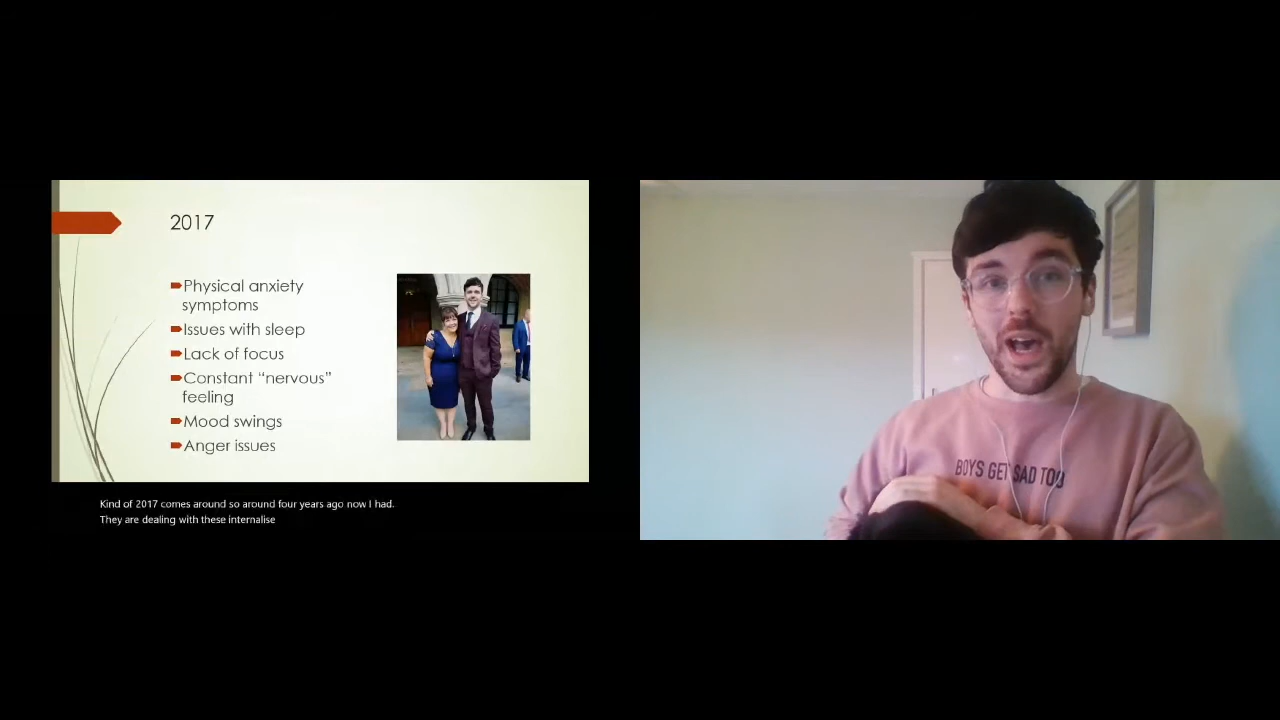 2017
Physical anxiety
symptoms
Issues with sleep
Lack of focus
Constant “nervous”
feeling
Mood swings
Anger issues
Kind of 2017 comes around so around four years ago now I had.
They are dealing with these internalise
BOYS GET SAD TOO